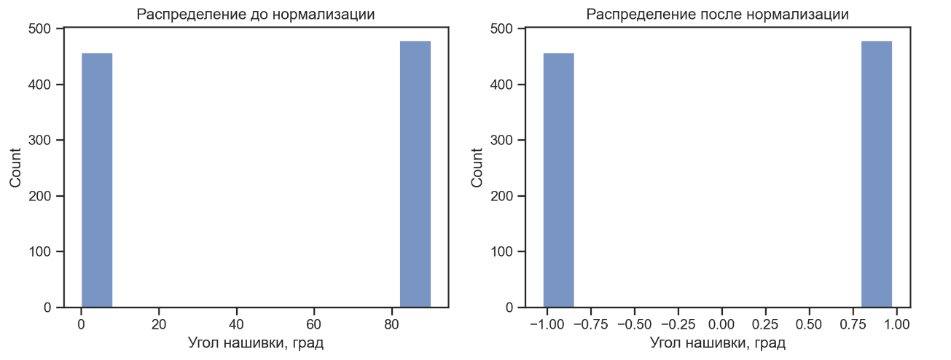 Распределение до нормализации
500
400
300
200
100
0
Count
0 20 40 60 80
Угол нашивки, град
Распределение после нормализации
500
400
300
200
100
0
Count
−1.00 −0.75 −0.50 −0.25 0.00 0.25 0.50 0.75 1.00
Угол нашивки, град